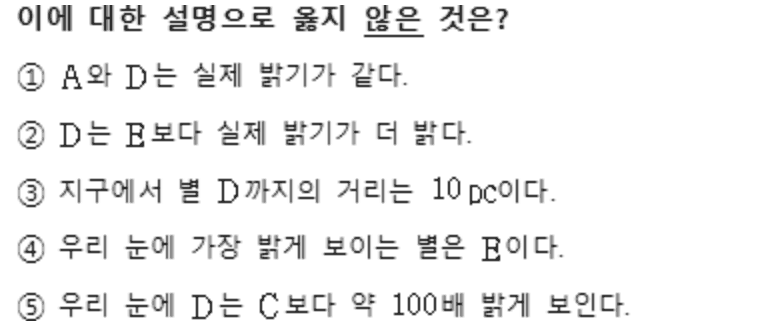 이에 대한 설명으로 옳지 않은 것은?
① A와 D는 실제 밝기가 같다.
② D는 E보다 실제 밝기가 더 밝다.
③ 지구에서 별 D까지의 거리는 10pc이다.
④ 우리 눈에 가장 밝게 보이는 별은 E이다.
⑤ 우리 눈에 D는 C보다 약 100배 밝게 보인다.